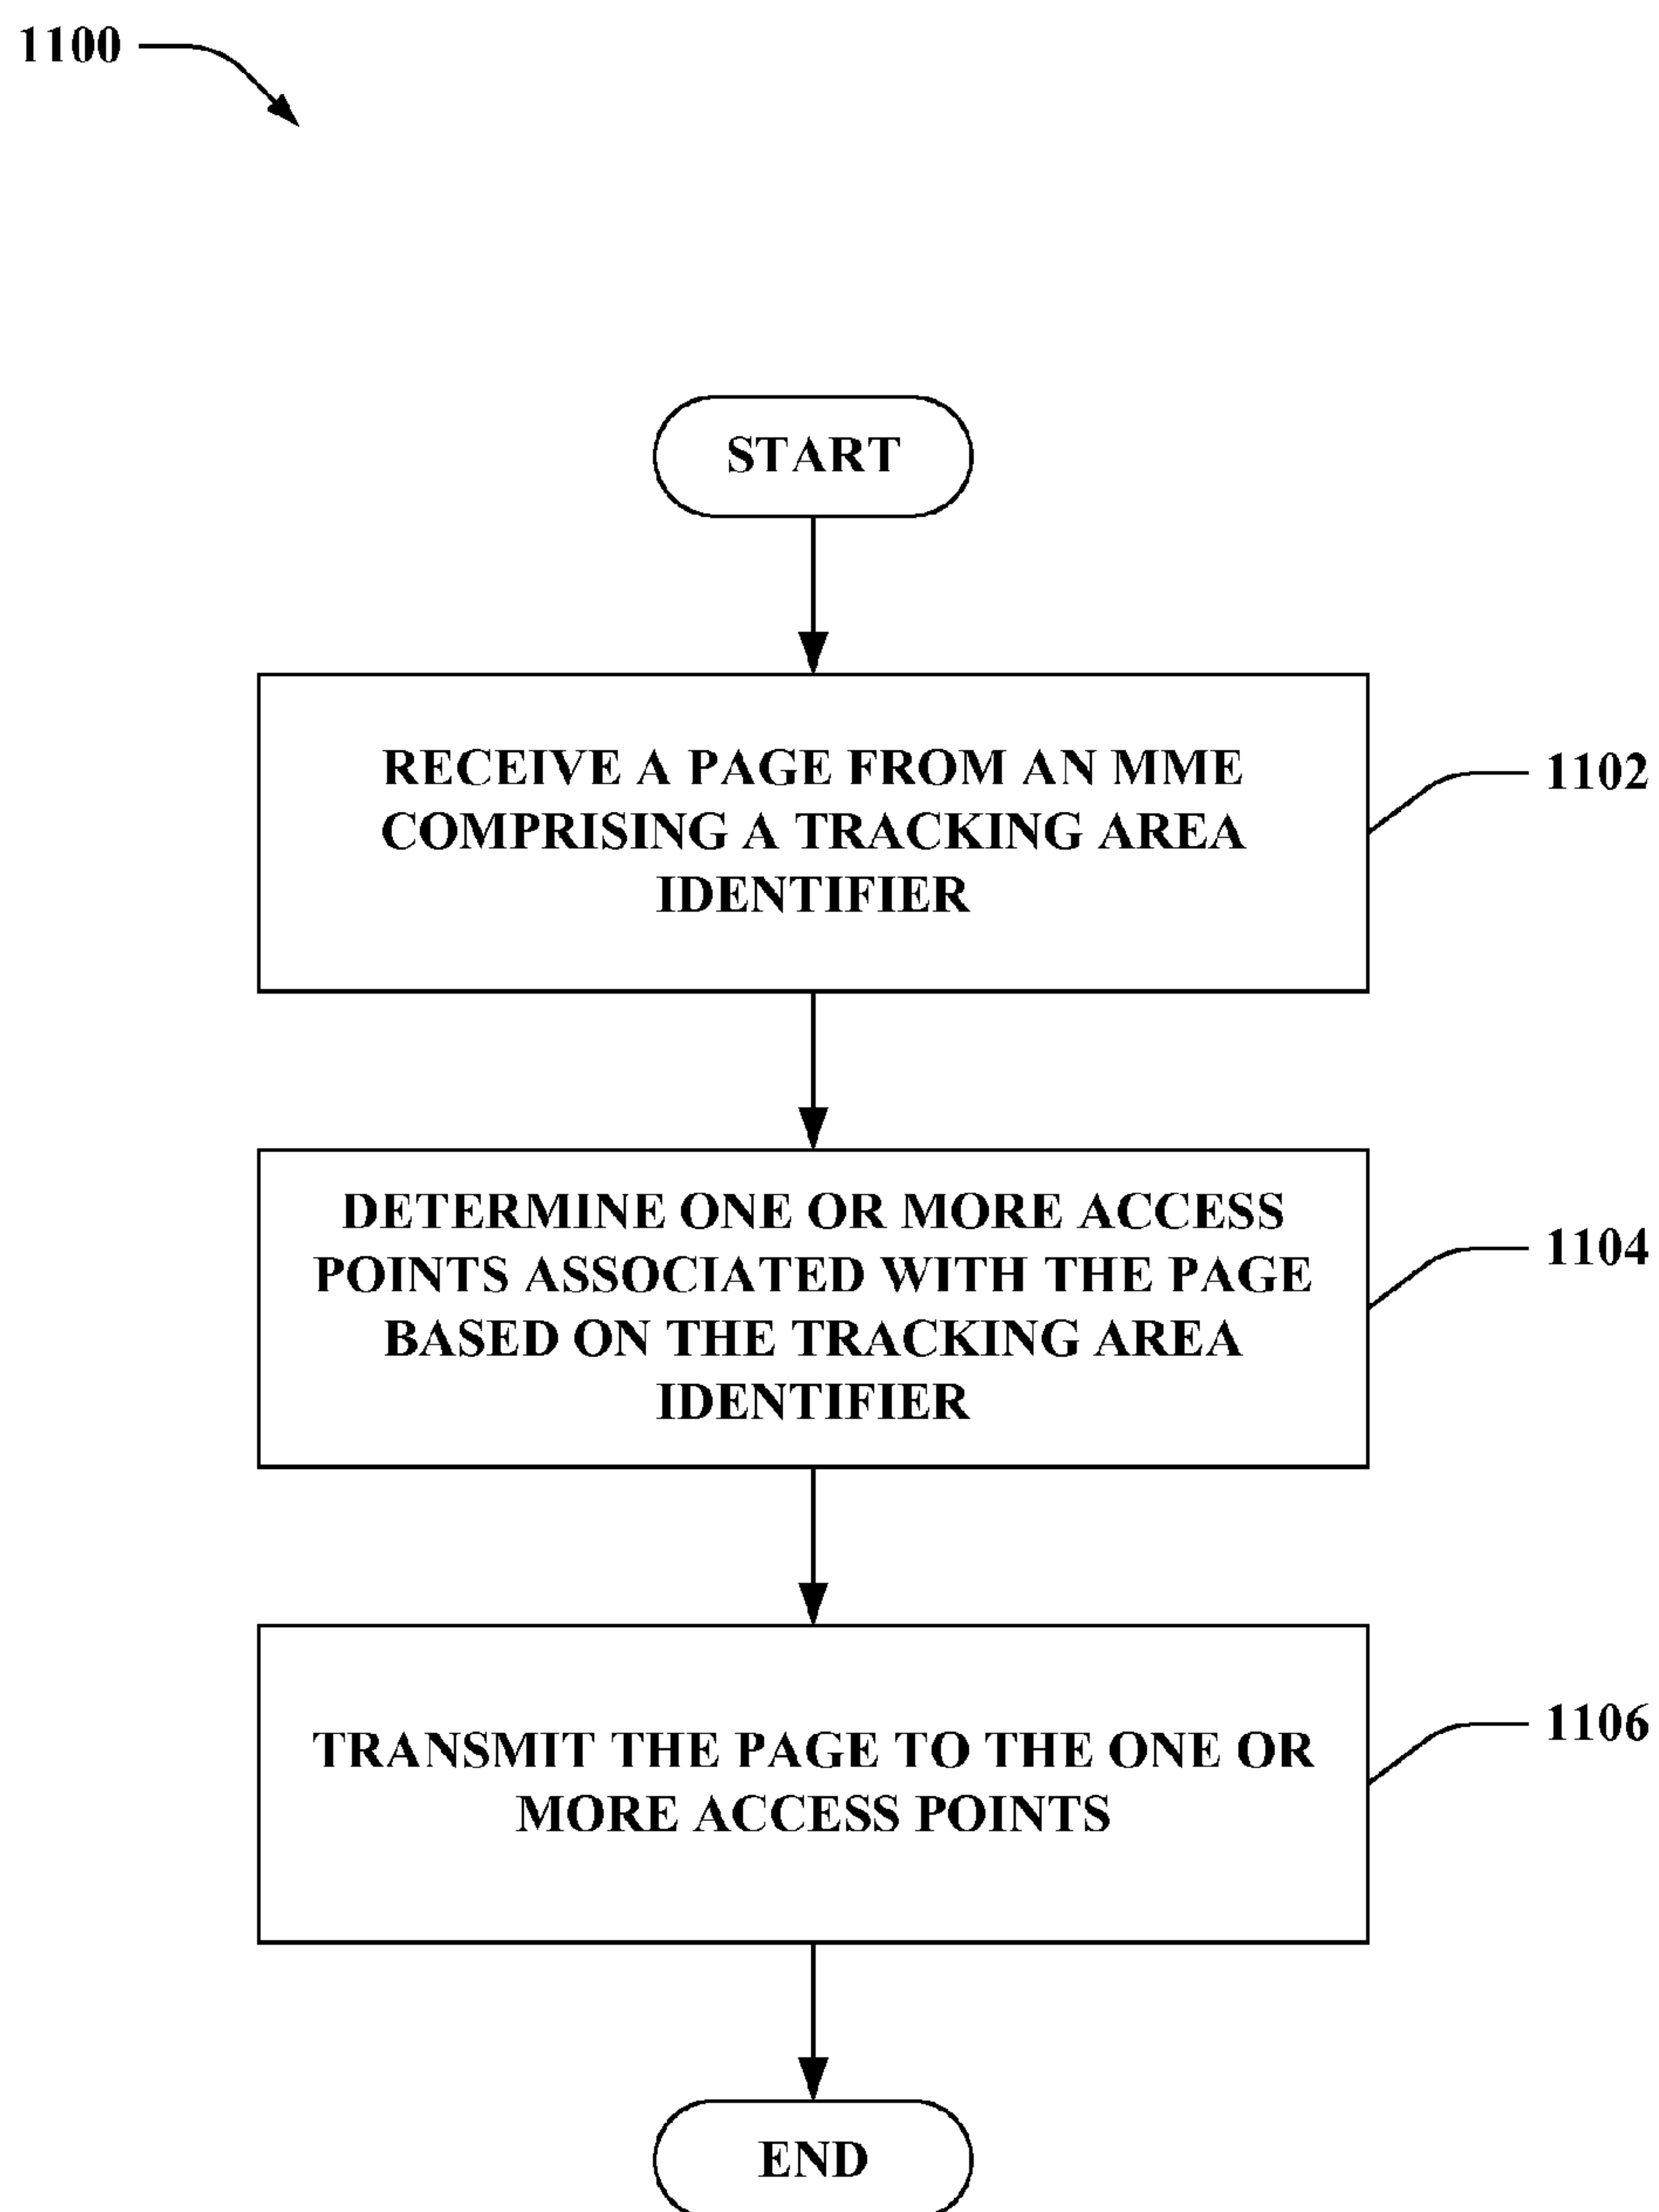 1100
START
RECEIVE A PAGE FROM AN MME
COMPRISING A TRACKING AREA
IDENTIFIER
1102
DETERMINE ONE OR MORE ACCESS
POINTS ASSOCIATED WITH THE PAGE
BASED ON THE TRACKING AREA
IDENTIFIER
1104
TRANSMIT THE PAGE TO THE ONE OR
MORE ACCESS POINTS
1106
END